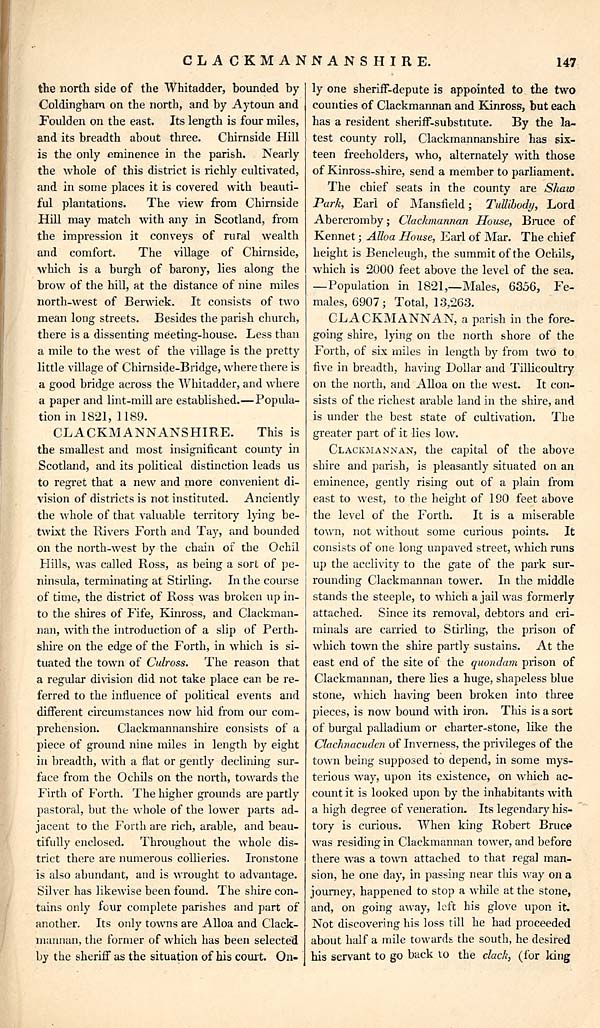 CLACKMANNANSHIRE. 147
the north side of the Whitadder, bounded by
Coldingham on the north, and by Aytoun and
Foulden on the east. Its length is four miles,
and its breadth about three. Chirnside Hill
is the only eminence in the parish. Nearly
the whole of this district is richly cultivated,
and in some places it is covered with beauti-
ful plantations. The view from Chirnside
Hill may match with any in Scotland, from
the impression it conveys of rural wealth
and comfort. The village of Chirnside,
which is a burgh of barony, lies along the
brow of the hill, at the distance of nine miles
north-west of Berwick. It consists of two
mean long streets. Besides the parish church,
there is a dissenting meeting-house. Less than
a mile to the west of the village is the pretty
little village of Chirnside-Bridge, where there is
a good bridge across the Whitadder, and where
a paper and lint-mill are established.—Popula-
tion in 1821, 1189.
CLACKMANNANSHIRE. This is
the smallest and most insignificant county in
Scotland, and its political distinction leads us
to regret that a new and more convenient di-
vision of districts is not instituted. Anciently
the whole of that valuable territory lying be-
twixt the Rivers Forth and Tay, and bounded
on the north-west by the chain of the Ochil
Hills, was called Ross, as being a sort of pe-
ninsula, terminating at Stirling. In the course
of time, the district of Ross was broken up in-
to the shires of Fife, Kinross, and Clackman-
nan, with the introduction of a slip of Perth-
shire on the edge of the Forth, in which is si-
tuated the town of Culross. The reason that
a regular division did not take place can be re-
ferred to the influence of political events and
different circumstances now hid from our com-
prehension. Clackmannanshire consists of a
piece of ground nine miles in length by eight
in breadth, with a flat or gently declining sur-
face from the Ochils on the north, towards the
Firth of Forth. The higher grounds are partly
pastoral, but the whole of the lower parts ad-
jacent to the Forth are rich, arable, and beau-
tifully enclosed. Throughout the whole dis-
trict there are numerous collieries. Ironstone
is also abundant, and is wrought to advantage.
Silver has likewise been found. The shire con-
tains only four complete parishes and part of
another. Its only towns are Alloa and Clack-
mannan, the former of which has been selected
by the sheriff as the situation of his court. On-
ly one sheriff-depute is appointed to the two
counties of Clackmannan and Kinross, but each
has a resident sheriff-substitute. By the la-
test county roll, Clackmannanshire has six-
teen freeholders, who, alternately with those
of Kinross-shire, send a member to parliament.
The chief seats in the county are Shaw
Park, Earl of Mansfield; Tullibody, Lord
Abercromby; Clackmannan House, Bruce of
Kennet; Alloa House, Earl of Mar. The chief
height is Bencleugh, the summit of the Ochils,
which is 2000 feet above the level of the sea.
—Population in 1821,—Males, 6356, Fe-
males, 6907; Total, 13,263.
CLACKMANNAN, a parish in the fore-
going shire, lying on the north shore of the
Forth, of six miles in length by from two to
five in breadth, having Dollar and Tillicoultry
on the north, and Alloa on the west. It con-
sists of the richest arable land in the shire, and
is under the best state of cultivation. The
greater part of it lies low.
CLACKMANNAN, the capital of the above
shire and parish, is pleasantly situated on an
eminence, gently rising out of a plain from
east to west, to the height of 190 feet above
the level of the Forth. It is a miserable
town, not without some curious points. It
consists of one long unpaved street, which runs
up the acclivity to the gate of the park sur-
rounding Clackmannan tower. In the middle
stands the steeple, to which a jail was formerly
attached. Since its removal, debtors and cri-
minals are carried to Stirling, the prison of
which town the shire partly sustains. At the
east end of the site of the quondam prison of
Clackmannan, there lies a huge, shapeless blue
stone, which having been broken into three
pieces, is now bound with iron. This is a sort
of burgal palladium or charter-stone, like the
Clachnacuden of Inverness, the privileges of the
town being supposed to depend, in some mys-
terious way, upon its existence, on which ac-
count it is looked upon by the inhabitants with
a high degree of veneration. Its legendary his-
tory is curious. When king Robert Bruce
was residing in Clackmannan tower, and before
there was a town attached to that regal man-
sion, he one day, in passing near this way on a
journey, happened to stop a while at the stone,
and, on going away, left his glove upon it.
Not discovering his loss till he had proceeded
about half a mile towards the south, he desired
his servant to go back to the clack, (for king